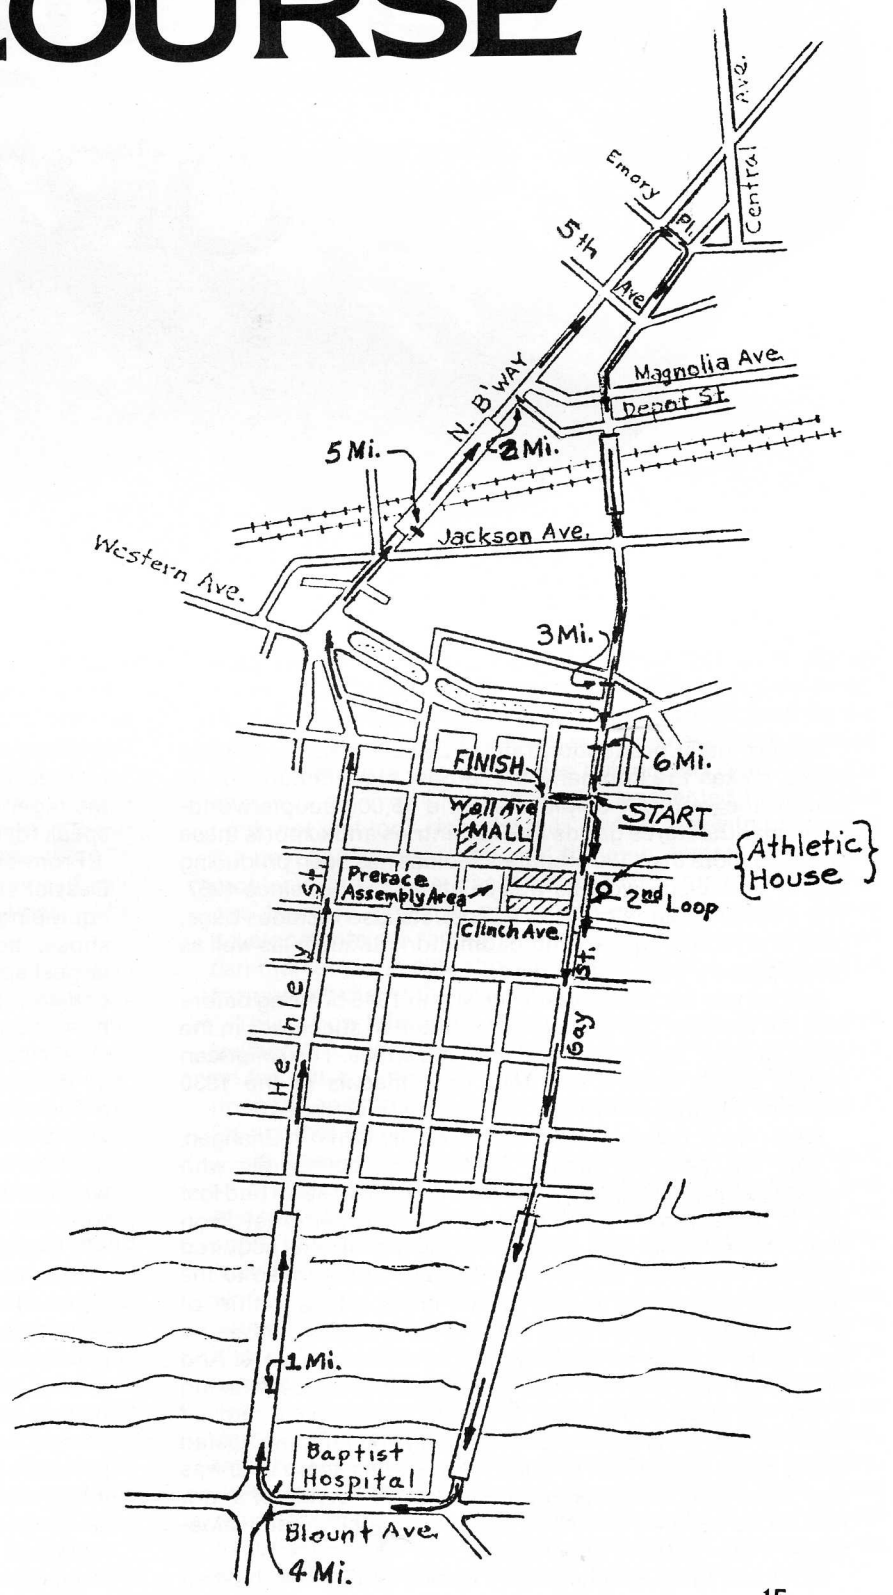 COURSE
Central Ave.
Emory Pl.
5th Ave
N. B'WAY
Magnolia Ave.
Depot St.
2 Mi.
5 Mi.
Jackson Ave.
Western Ave.
3 Mi.
6 Mi.
FINISH
START
Wall Ave
MALL
{Athletic
House}
Prerace
Assembly Area
2nd Loop
Clinch Ave.
Henley St.
Gay St.
1 Mi.
Baptist
Hospital
Blount Ave.
4 Mi.
15